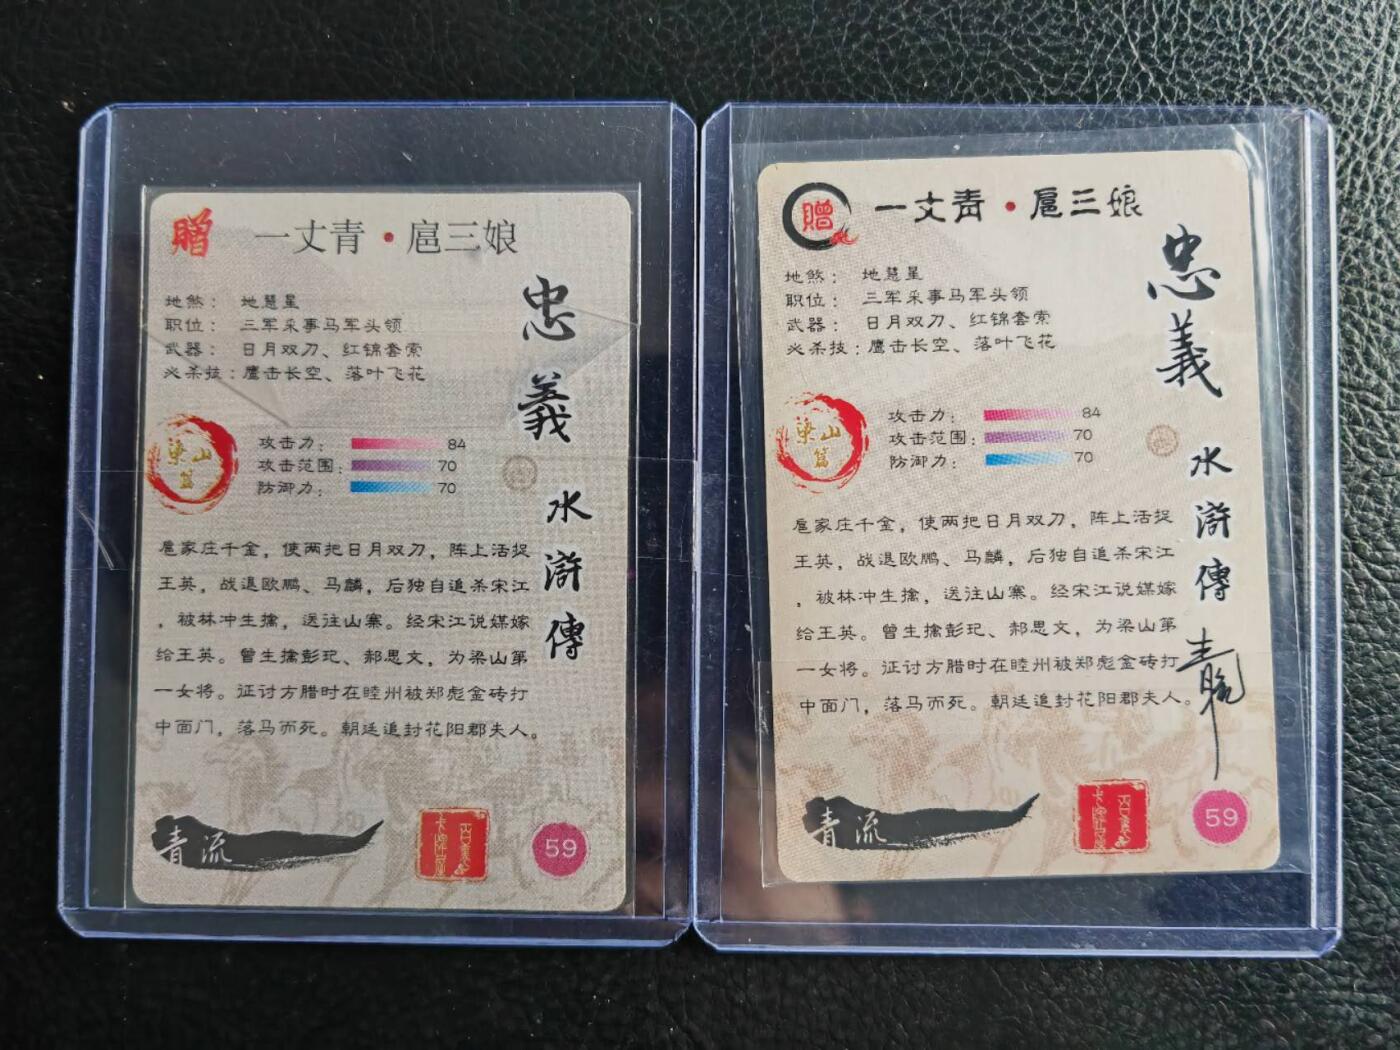 赠 一丈青·扈三娘
地煞： 地慧星
职位： 三军采事马军头领
武器： 日月双刀、红锦套索
必杀技：鹰击长空、落叶飞花
忠義
水滸傳
梁山
篇
攻击力： 84
攻击范围： 70
防御力： 70
扈家庄千金，使两把日月双刀，阵上活捉
王英，战退欧鹏、马麟，后独自追杀宋江
，被林冲生擒，送往山寨。经宋江说媒嫁
给王英。曾生擒彭玘、郝思文，为梁山第
一女将。征讨方腊时在睦州被郑彪金砖打
中面门，落马而死。朝廷追封花阳郡夫人。
青流
59
赠 一丈青·扈三娘
地煞： 地慧星
职位： 三军采事马军头领
武器： 日月双刀、红锦套索
必杀技：鹰击长空、落叶飞花
忠義
水滸傳
梁山
篇
攻击力： 84
攻击范围： 70
防御力： 70
扈家庄千金，使两把日月双刀，阵上活捉
王英，战退欧鹏、马麟，后独自追杀宋江
，被林冲生擒，送往山寨。经宋江说媒嫁
给王英。曾生擒彭玘、郝思文，为梁山第
一女将。征讨方腊时在睦州被郑彪金砖打
中面门，落马而死。朝廷追封花阳郡夫人。
青流
59